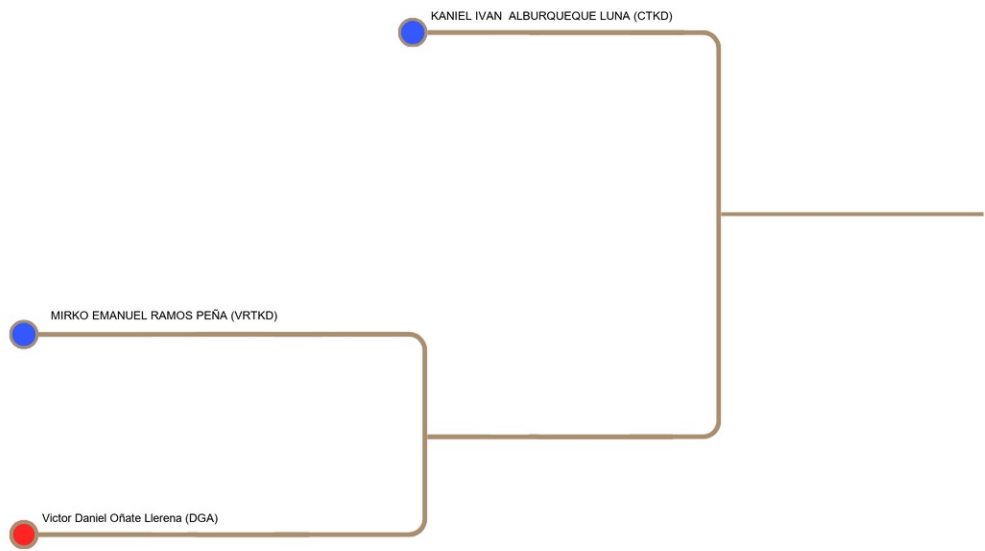 KANIEL IVAN  ALBURQUEQUE LUNA (CTKD)
MIRKO EMANUEL RAMOS PEÑA (VRTKD)
Victor Daniel Oñate Llerena (DGA)